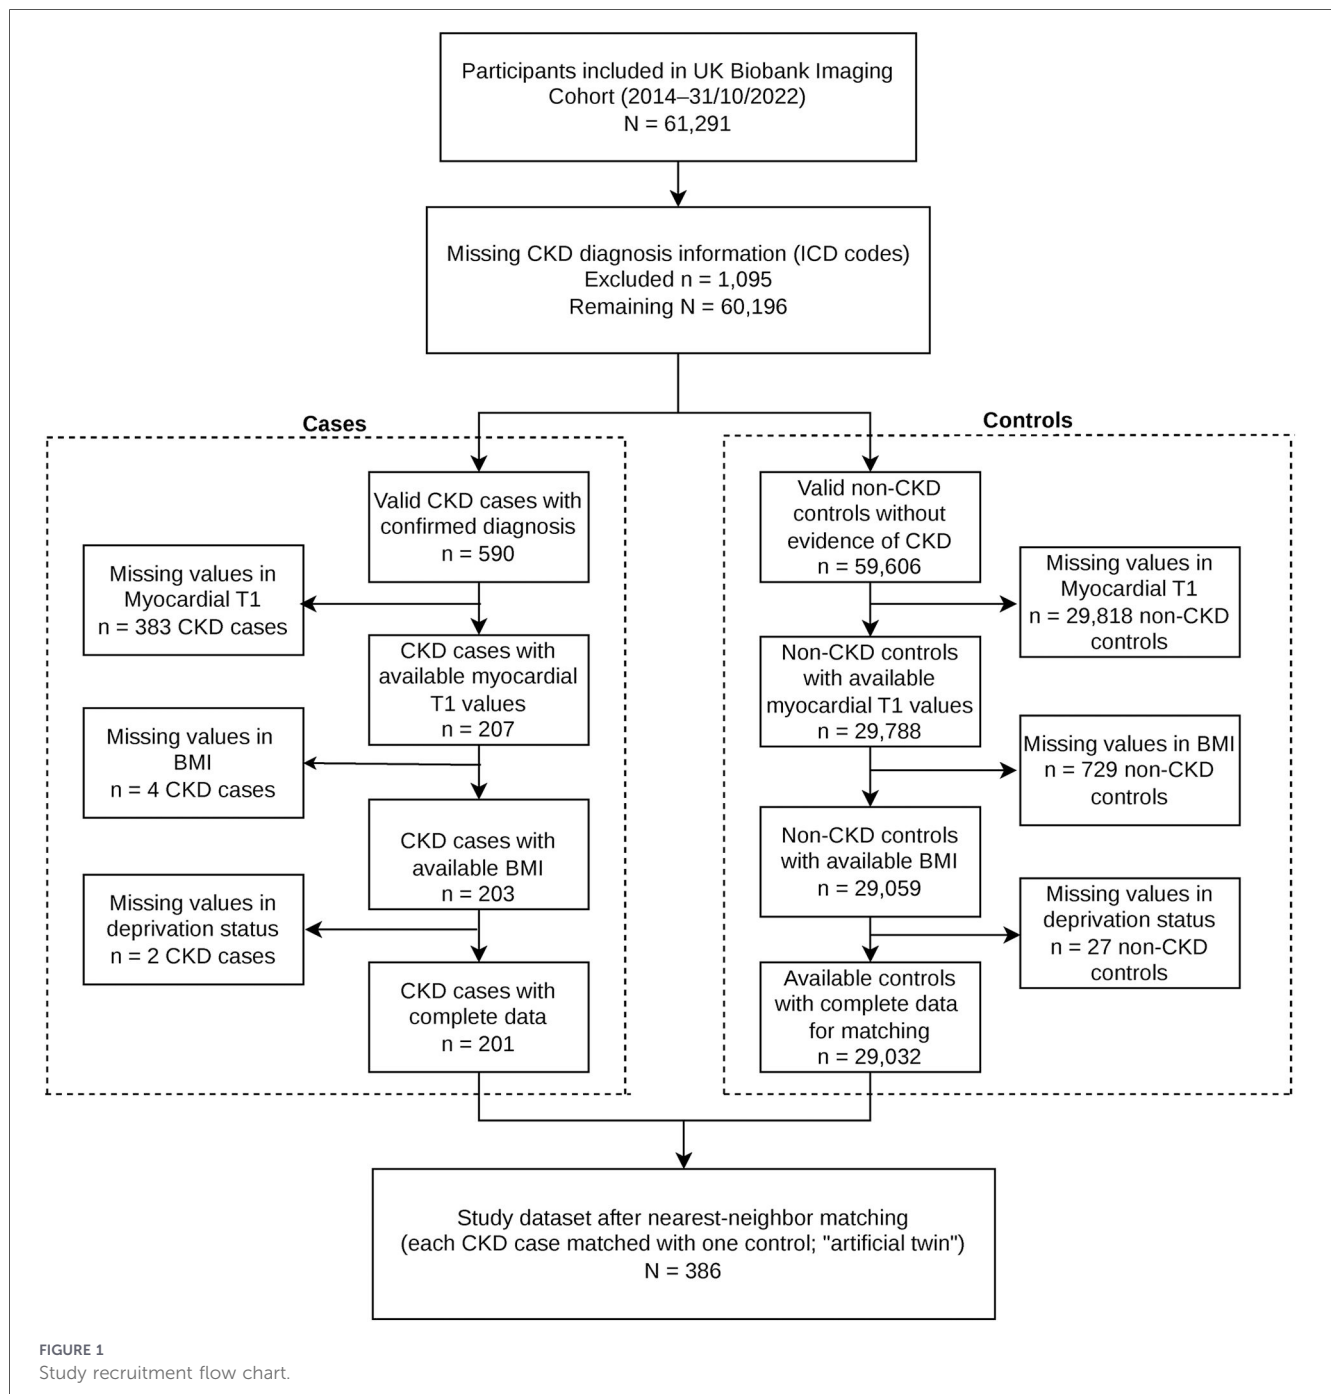 Participants included in UK Biobank Imaging
Cohort (2014–31/10/2022)
N = 61,291
Missing CKD diagnosis information (ICD codes)
Excluded n = 1,095
Remaining N = 60,196
Cases
Valid CKD cases with
confirmed diagnosis
n = 590
Missing values in
Myocardial T1
n = 383 CKD cases
CKD cases with
available myocardial
T1 values
n = 207
Missing values in
BMI
n = 4 CKD cases
CKD cases with
available BMI
n = 203
Missing values in
deprivation status
n = 2 CKD cases
CKD cases with
complete data
n = 201
Controls
Valid non-CKD
controls without
evidence of CKD
n = 59,606
Missing values in
Myocardial T1
n = 29,818 non-CKD
controls
Non-CKD controls
with available
myocardial T1 values
n = 29,788
Missing values in BMI
n = 729 non-CKD
controls
Non-CKD controls
with available BMI
n = 29,059
Missing values in
deprivation status
n = 27 non-CKD
controls
Available controls
with complete data
for matching
n = 29,032
Study dataset after nearest-neighbor matching
(each CKD case matched with one control; "artificial twin")
N = 386
FIGURE 1
Study recruitment flow chart.